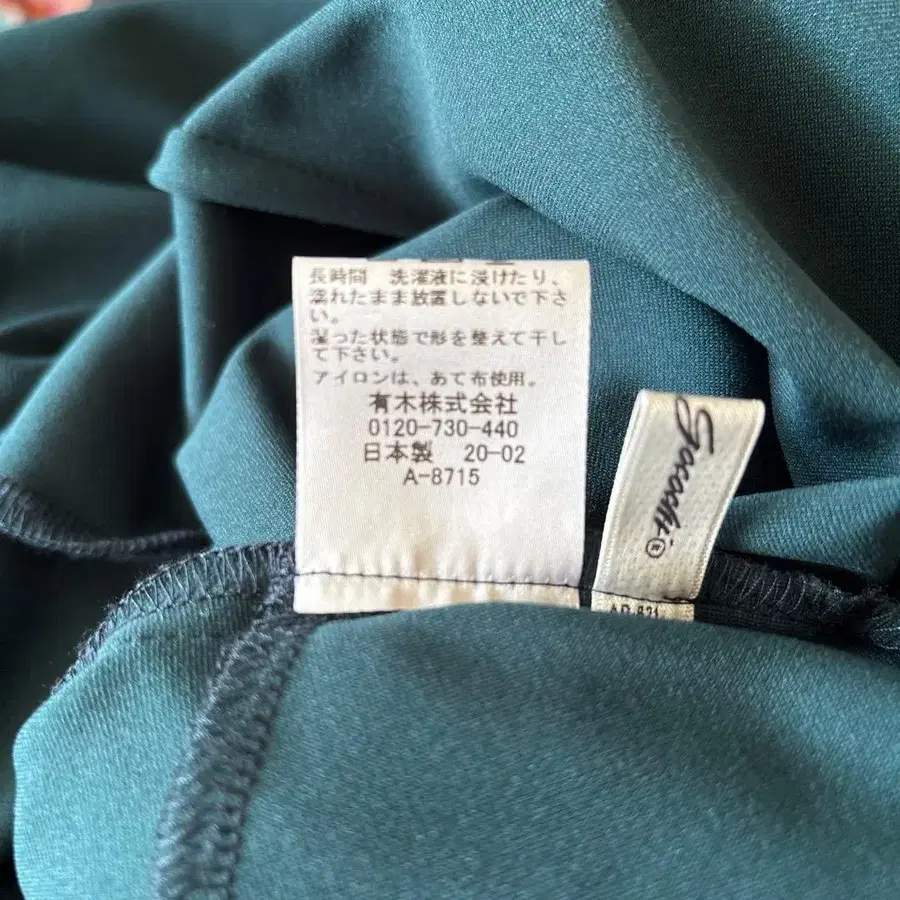 長時間 洗濯液に浸けたり、
濡れたまま放置しないで下さ
い。
湿った状態で形を整えて干し
て下さい。
アイロンは、あて布使用。
有木株式会社
0120-730-440
日本製 20-02
A-8715
Socochi ®